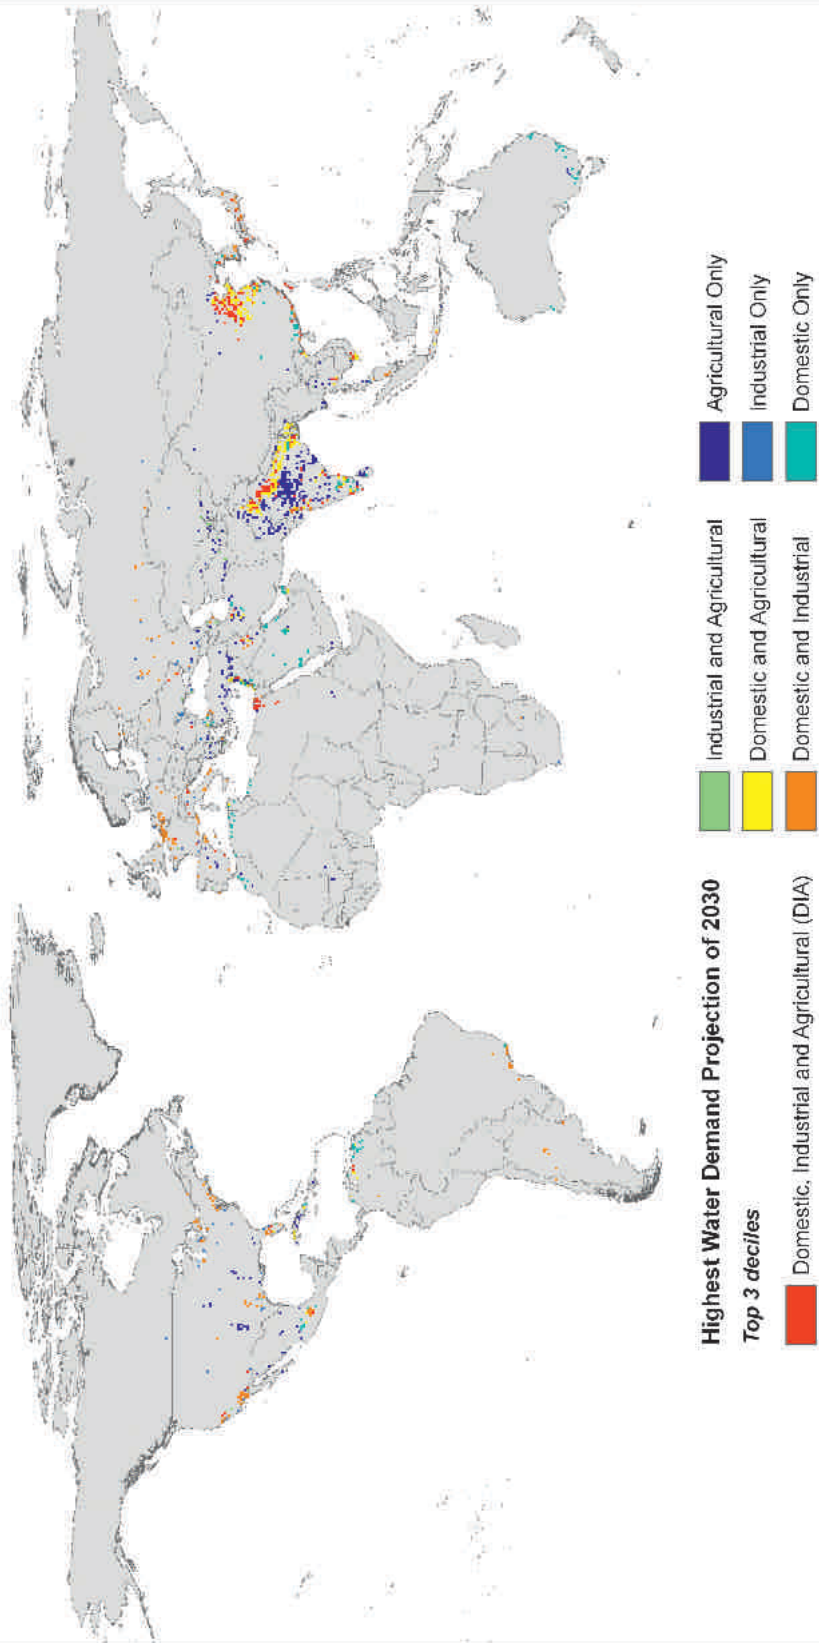 Highest Water Demand Projection of 2030
Top 3 deciles
Domestic, Industrial and Agricultural (DIA)
Industrial and Agricultural
Domestic and Agricultural
Domestic and Industrial
Agricultural Only
Industrial Only
Domestic Only